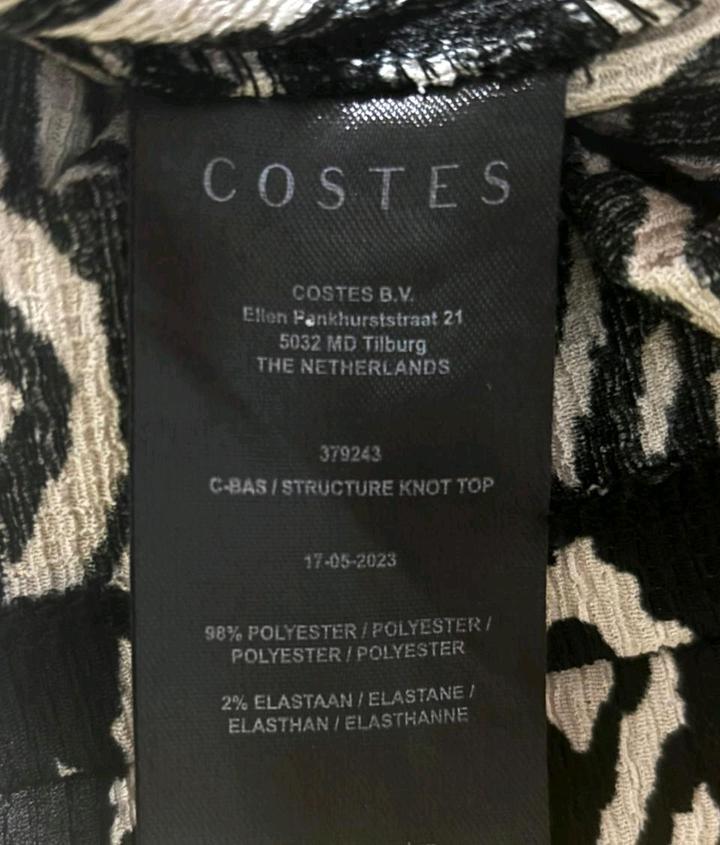 COSTES
COSTES B.V.
Ellen Pankhurststraat 21
5032 MD Tilburg
THE NETHERLANDS
379243
C-BAS / STRUCTURE KNOT TOP
17-05-2023
98% POLYESTER / POLYESTER /
POLYESTER / POLYESTER
2% ELASTAAN / ELASTANE /
ELASTHAN / ELASTHANNE